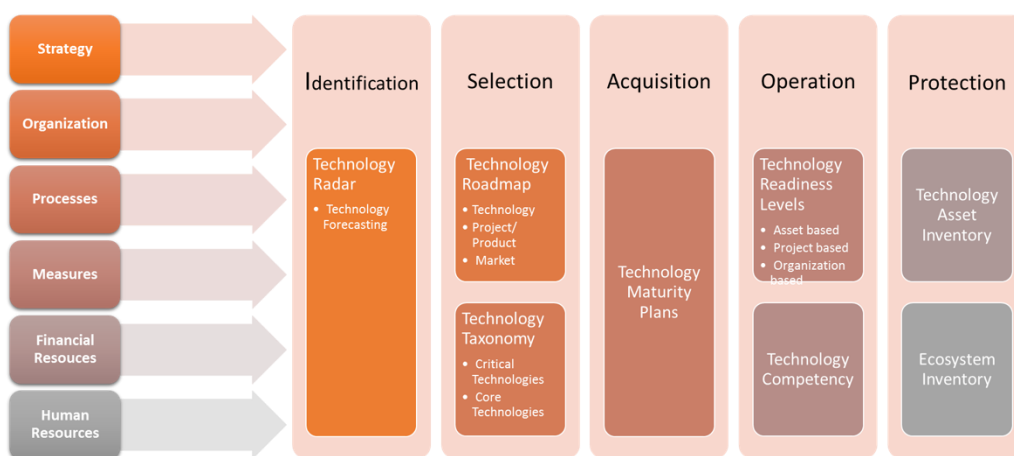 Strategy
Organization
Processes
Measures
Financial
Resouces
Human
Resources
Identification
Technology
Radar
• Technology
Forecasting
Selection
Technology
Roadmap
• Technology
• Project/
Product
• Market
Technology
Taxonomy
• Critical
Technologies
• Core
Technologies
Acquisition
Technology
Maturity
Plans
Operation
Technology
Readiness
Levels
• Asset based
• Project based
• Organization
based
Technology
Competency
Protection
Technology
Asset
Inventory
Ecosystem
Inventory